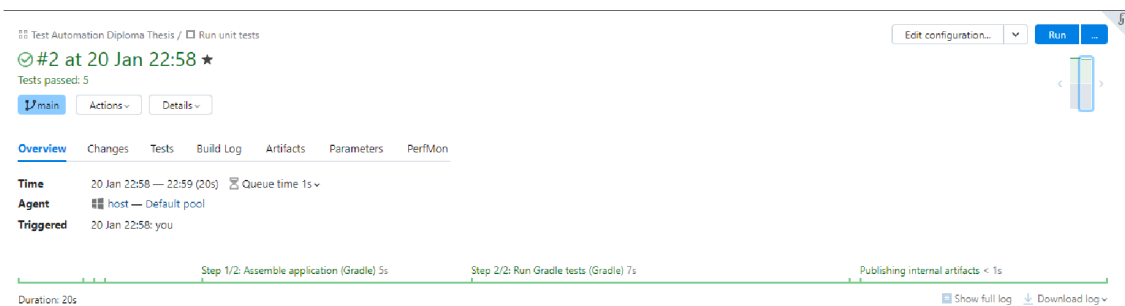 Test Automation Diploma Thesis / Run unit tests
Edit configuration... Run ...
#2 at 20 Jan 22:58
Tests passed: 5
main Actions Details
Overview Changes Tests Build Log Artifacts Parameters PerfMon
Time 20 Jan 22:58 — 22:59 (20s) Queue time 1s
Agent host — Default pool
Triggered 20 Jan 22:58: you
Step 1/2: Assemble application (Gradle) 5s Step 2/2: Run Gradle tests (Gradle) 7s Publishing internal artifacts < 1s
Duration: 20s Show full log Download log